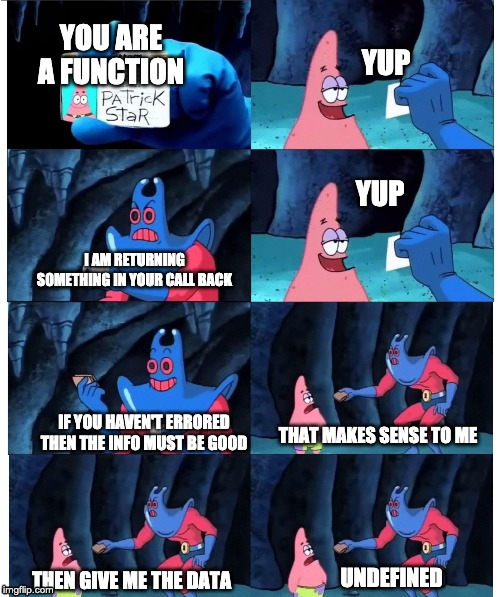 YOU ARE
A FUNCTION
PATricK
STaR
YUP
I AM RETURNING
SOMETHING IN YOUR CALL BACK
YUP
IF YOU HAVEN'T ERRORED
THEN THE INFO MUST BE GOOD
THAT MAKES SENSE TO ME
THEN GIVE ME THE DATA
UNDEFINED
imgflip.com